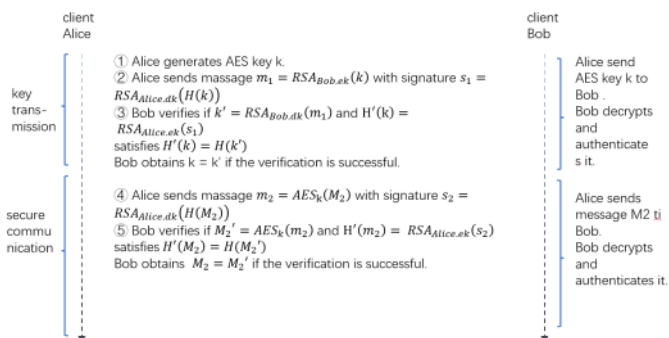 client
Alice
client
Bob
key
trans-
mission
① Alice generates AES key k.
② Alice sends massage m₁ = RSA_Bob.ek(k) with signature s₁ =
RSA_Alice.dk(H(k))
③ Bob verifies if k′ = RSA_Bob.dk(m₁) and H′(k) =
RSA_Alice.ek(s₁)
satisfies H′(k) = H(k′)
Bob obtains k = k′ if the verification is successful.
Alice send
AES key k to
Bob .
Bob decrypts
and
authenticate
s it.
secure
commu
nication
④ Alice sends massage m₂ = AES_k(M₂) with signature s₂ =
RSA_Alice.dk(H(M₂))
⑤ Bob verifies if M₂′ = AES_k(m₂) and H′(m₂) = RSA_Alice.ek(s₂)
satisfies H′(M₂) = H(M₂′)
Bob obtains M₂ = M₂′ if the verification is successful.
Alice sends
message M2 ti
Bob.
Bob decrypts
and
authenticates it.